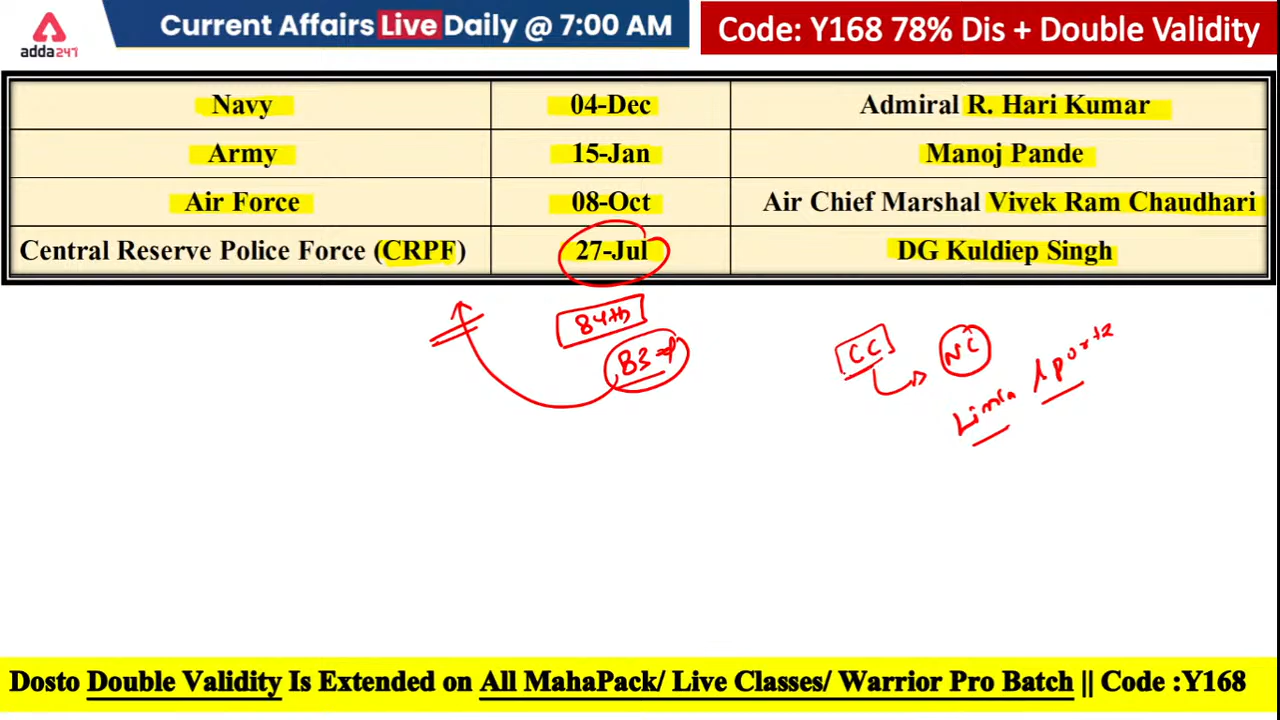 adda247
Current Affairs Live Daily @ 7:00 AM
Code: Y168 78% Dis + Double Validity
Navy 04-Dec Admiral R. Hari Kumar
Army 15-Jan Manoj Pande
Air Force 08-Oct Air Chief Marshal Vivek Ram Chaudhari
Central Reserve Police Force (CRPF) 27-Jul DG Kuldiep Singh
84th
83rd
CC
NC
Dosto Double Validity Is Extended on All MahaPack/ Live Classes/ Warrior Pro Batch || Code :Y168